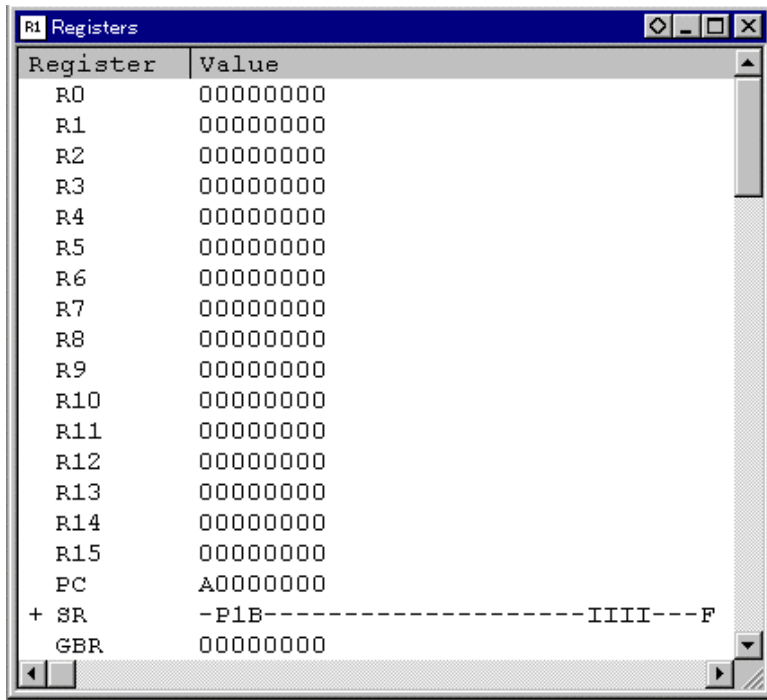 R1 Registers
Register Value
R0 00000000
R1 00000000
R2 00000000
R3 00000000
R4 00000000
R5 00000000
R6 00000000
R7 00000000
R8 00000000
R9 00000000
R10 00000000
R11 00000000
R12 00000000
R13 00000000
R14 00000000
R15 00000000
PC A0000000
+ SR -P1B--------------------IIII---F
GBR 00000000